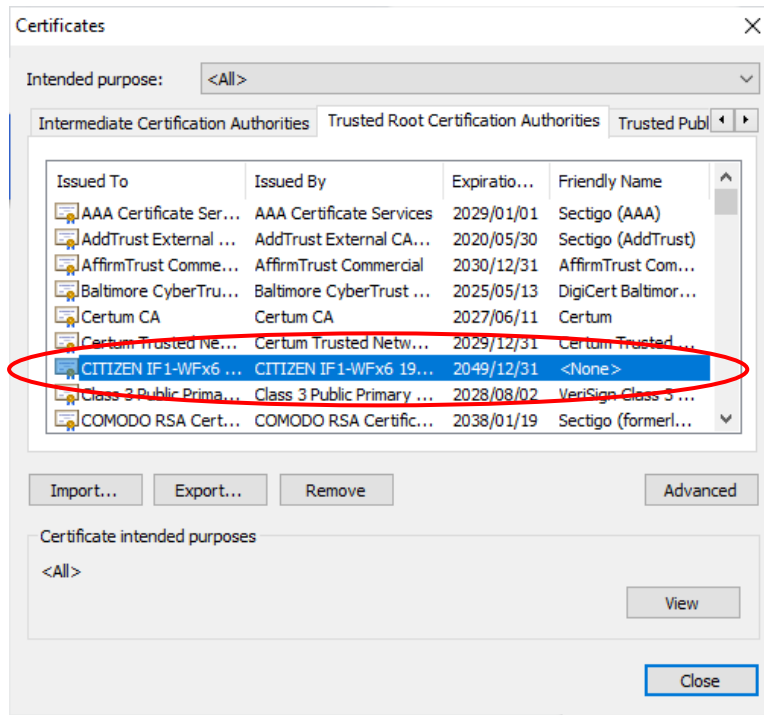 Certificates
Intended purpose: <All>
Intermediate Certification Authorities Trusted Root Certification Authorities Trusted Publ
Issued To Issued By Expiratio... Friendly Name
AAA Certificate Ser... AAA Certificate Services 2029/01/01 Sectigo (AAA)
AddTrust External ... AddTrust External CA... 2020/05/30 Sectigo (AddTrust)
AffirmTrust Comme... AffirmTrust Commercial 2030/12/31 AffirmTrust Com...
Baltimore CyberTru... Baltimore CyberTrust ... 2025/05/13 DigiCert Baltimor...
Certum CA Certum CA 2027/06/11 Certum
Certum Trusted Ne... Certum Trusted Netw... 2029/12/31 Certum Trusted ...
CITIZEN IF1-WFx6 ... CITIZEN IF1-WFx6 19... 2049/12/31 <None>
Class 3 Public Prima... Class 3 Public Primary ... 2028/08/02 VeriSign Class 3 ...
COMODO RSA Cert... COMODO RSA Certific... 2038/01/19 Sectigo (formerl...
Import... Export... Remove Advanced
Certificate intended purposes
<All>
View
Close